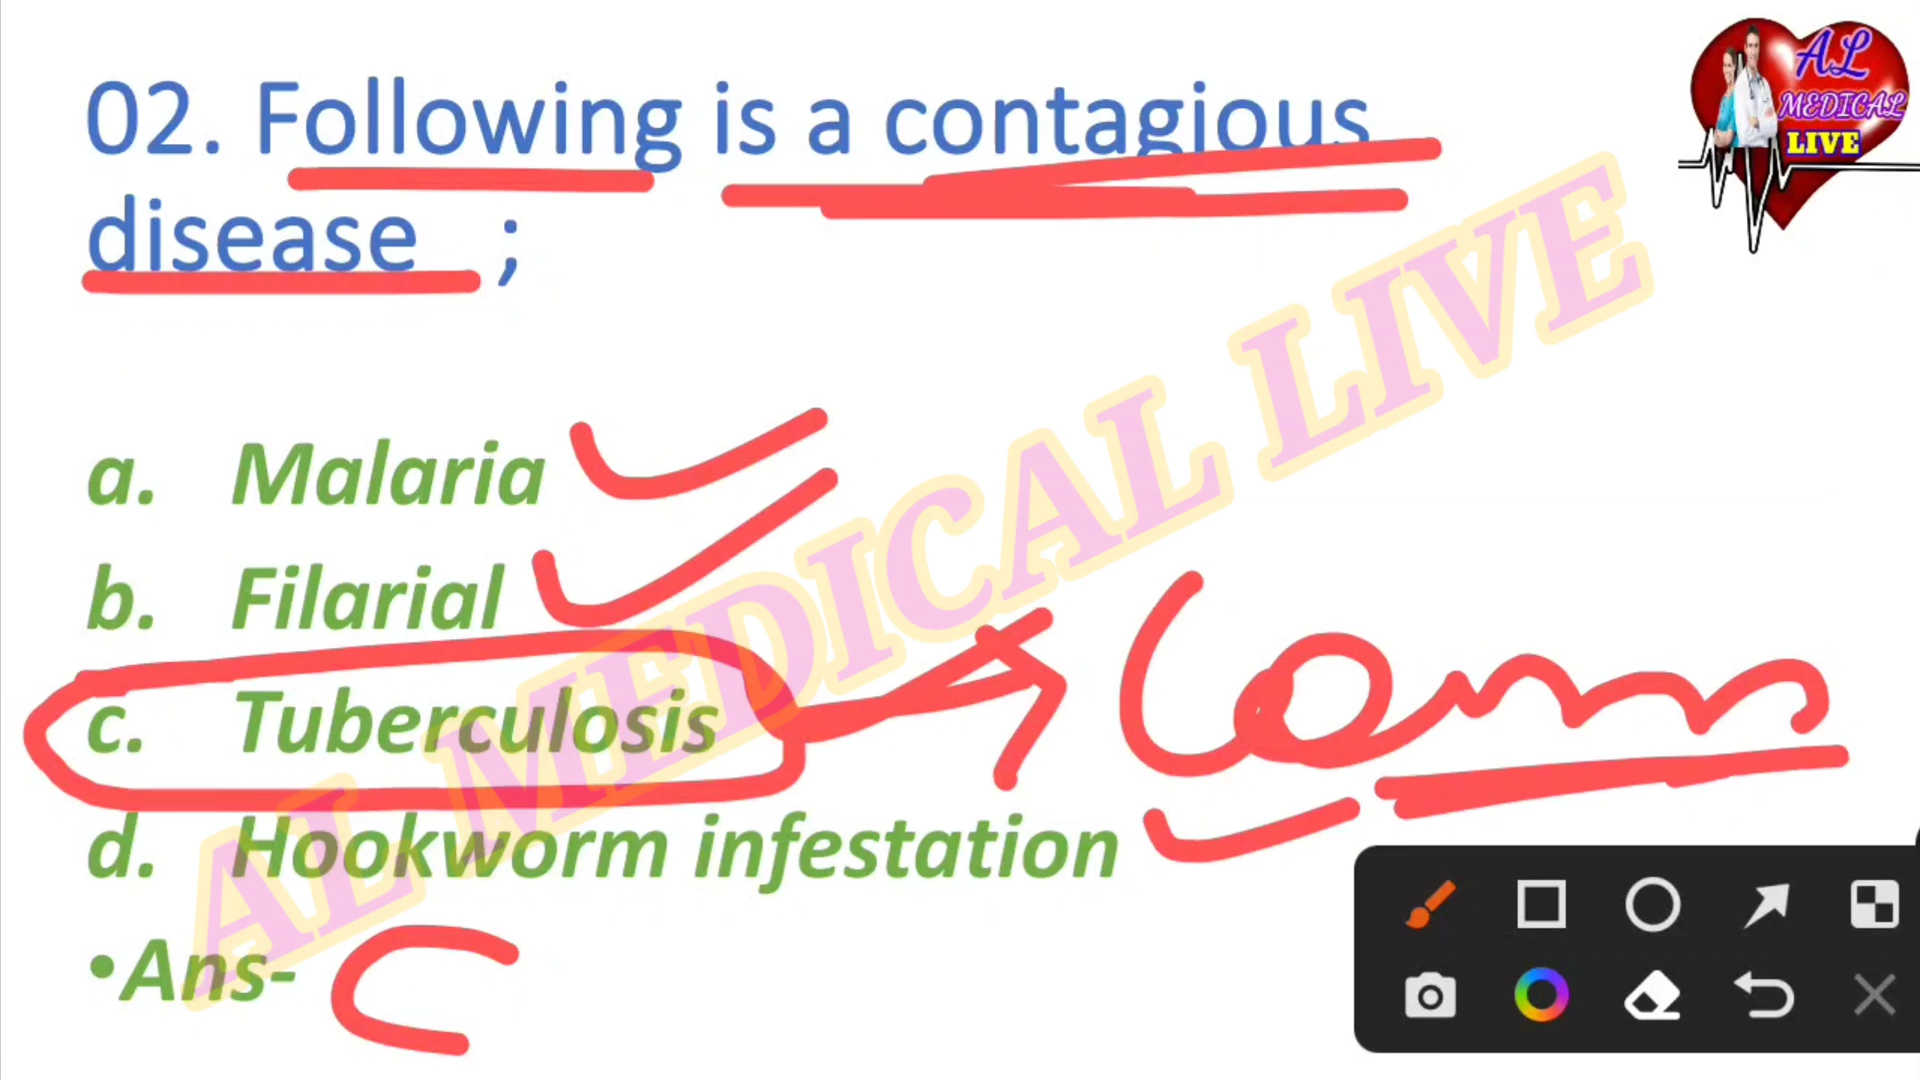 02. Following is a contagious
disease ;
AL
MEDICAL
LIVE
a. Malaria
b. Filarial
c. Tuberculosis
d. Hookworm infestation
•Ans- C
AL MEDICAL LIVE